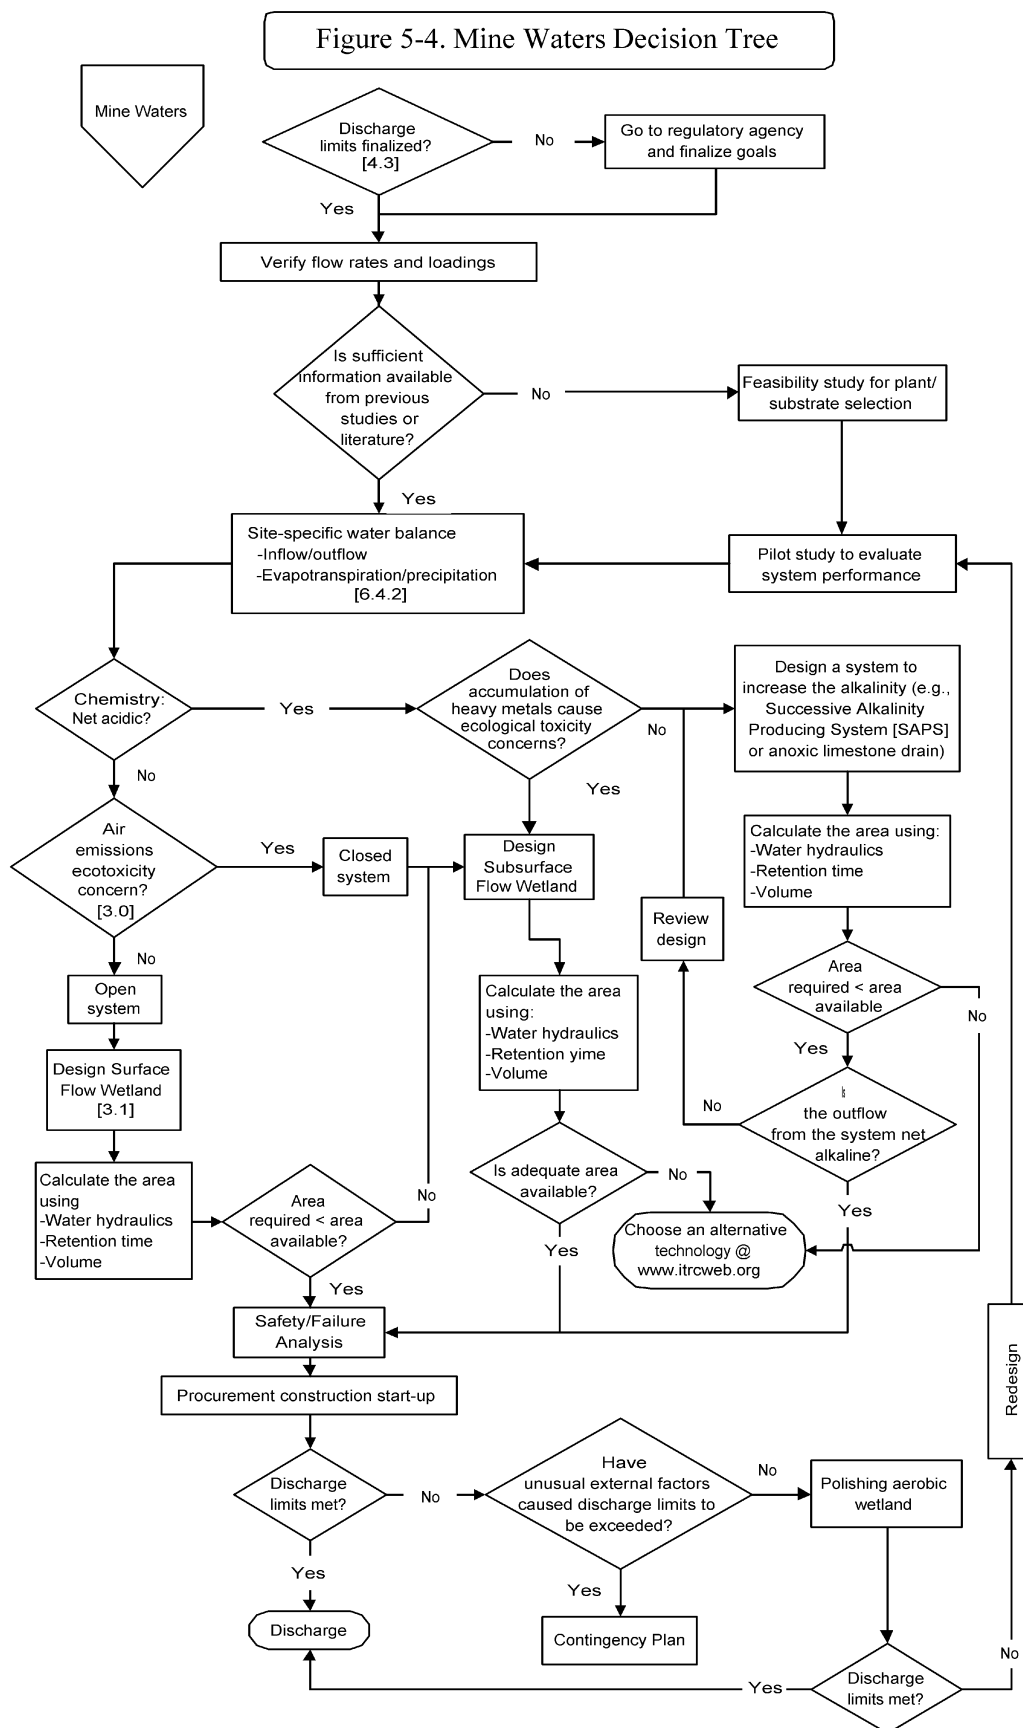 Figure 5-4. Mine Waters Decision Tree
Mine Waters
Discharge
limits finalized?
[4.3]
No
Go to regulatory agency
and finalize goals
Yes
Verify flow rates and loadings
Is sufficient
information available
from previous
studies or
literature?
No
Feasibility study for plant/
substrate selection
Yes
Site-specific water balance
-Inflow/outflow
-Evapotranspiration/precipitation
[6.4.2]
Pilot study to evaluate
system performance
Chemistry:
Net acidic?
Yes
Does
accumulation of
heavy metals cause
ecological toxicity
concerns?
No
Design a system to
increase the alkalinity (e.g.,
Successive Alkalinity
Producing System [SAPS]
or anoxic limestone drain)
No
Yes
Air
emissions
ecotoxicity
concern?
[3.0]
Yes
Closed
system
Design
Subsurface
Flow Wetland
Calculate the area using:
-Water hydraulics
-Retention time
-Volume
Review
design
No
Open
system
Area
required < area
available
No
Yes
Calculate the area
using:
-Water hydraulics
-Retention yime
-Volume
Design Surface
Flow Wetland
[3.1]
Is
the outflow
from the system net
alkaline?
No
Yes
Calculate the area
using
-Water hydraulics
-Retention time
-Volume
Area
required < area
available?
No
Is adequate area
available?
No
Yes
Choose an alternative
technology @
www.itrcweb.org
Yes
Safety/Failure
Analysis
Redesign
Procurement construction start-up
Discharge
limits met?
No
Have
unusual external factors
caused discharge limits to
be exceeded?
No
Polishing aerobic
wetland
Yes
Yes
Discharge
Contingency Plan
Discharge
limits met?
Yes
No